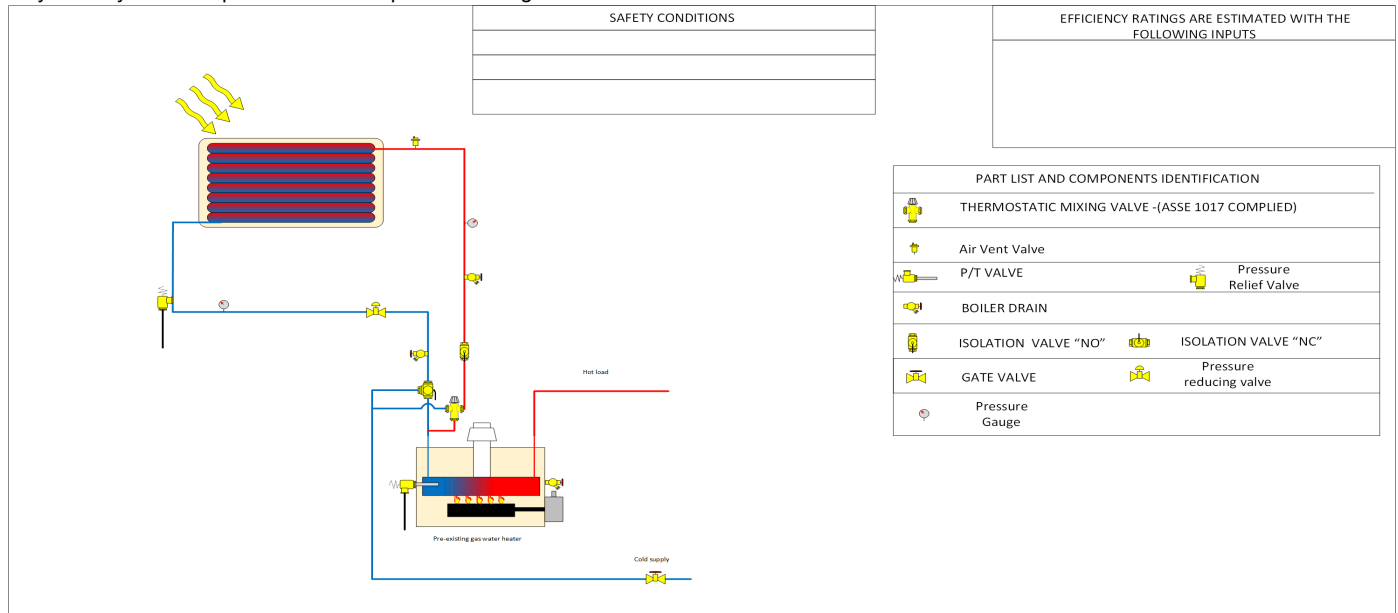 SAFETY CONDITIONS
EFFICIENCY RATINGS ARE ESTIMATED WITH THE
FOLLOWING INPUTS
PART LIST AND COMPONENTS IDENTIFICATION
THERMOSTATIC MIXING VALVE -(ASSE 1017 COMPLIED)
Air Vent Valve
P/T VALVE
Pressure
Relief Valve
BOILER DRAIN
ISOLATION VALVE "NO"
ISOLATION VALVE "NC"
GATE VALVE
Pressure
reducing valve
Pressure
Gauge
Hot load
Pre-existing gas water heater
Cold supply